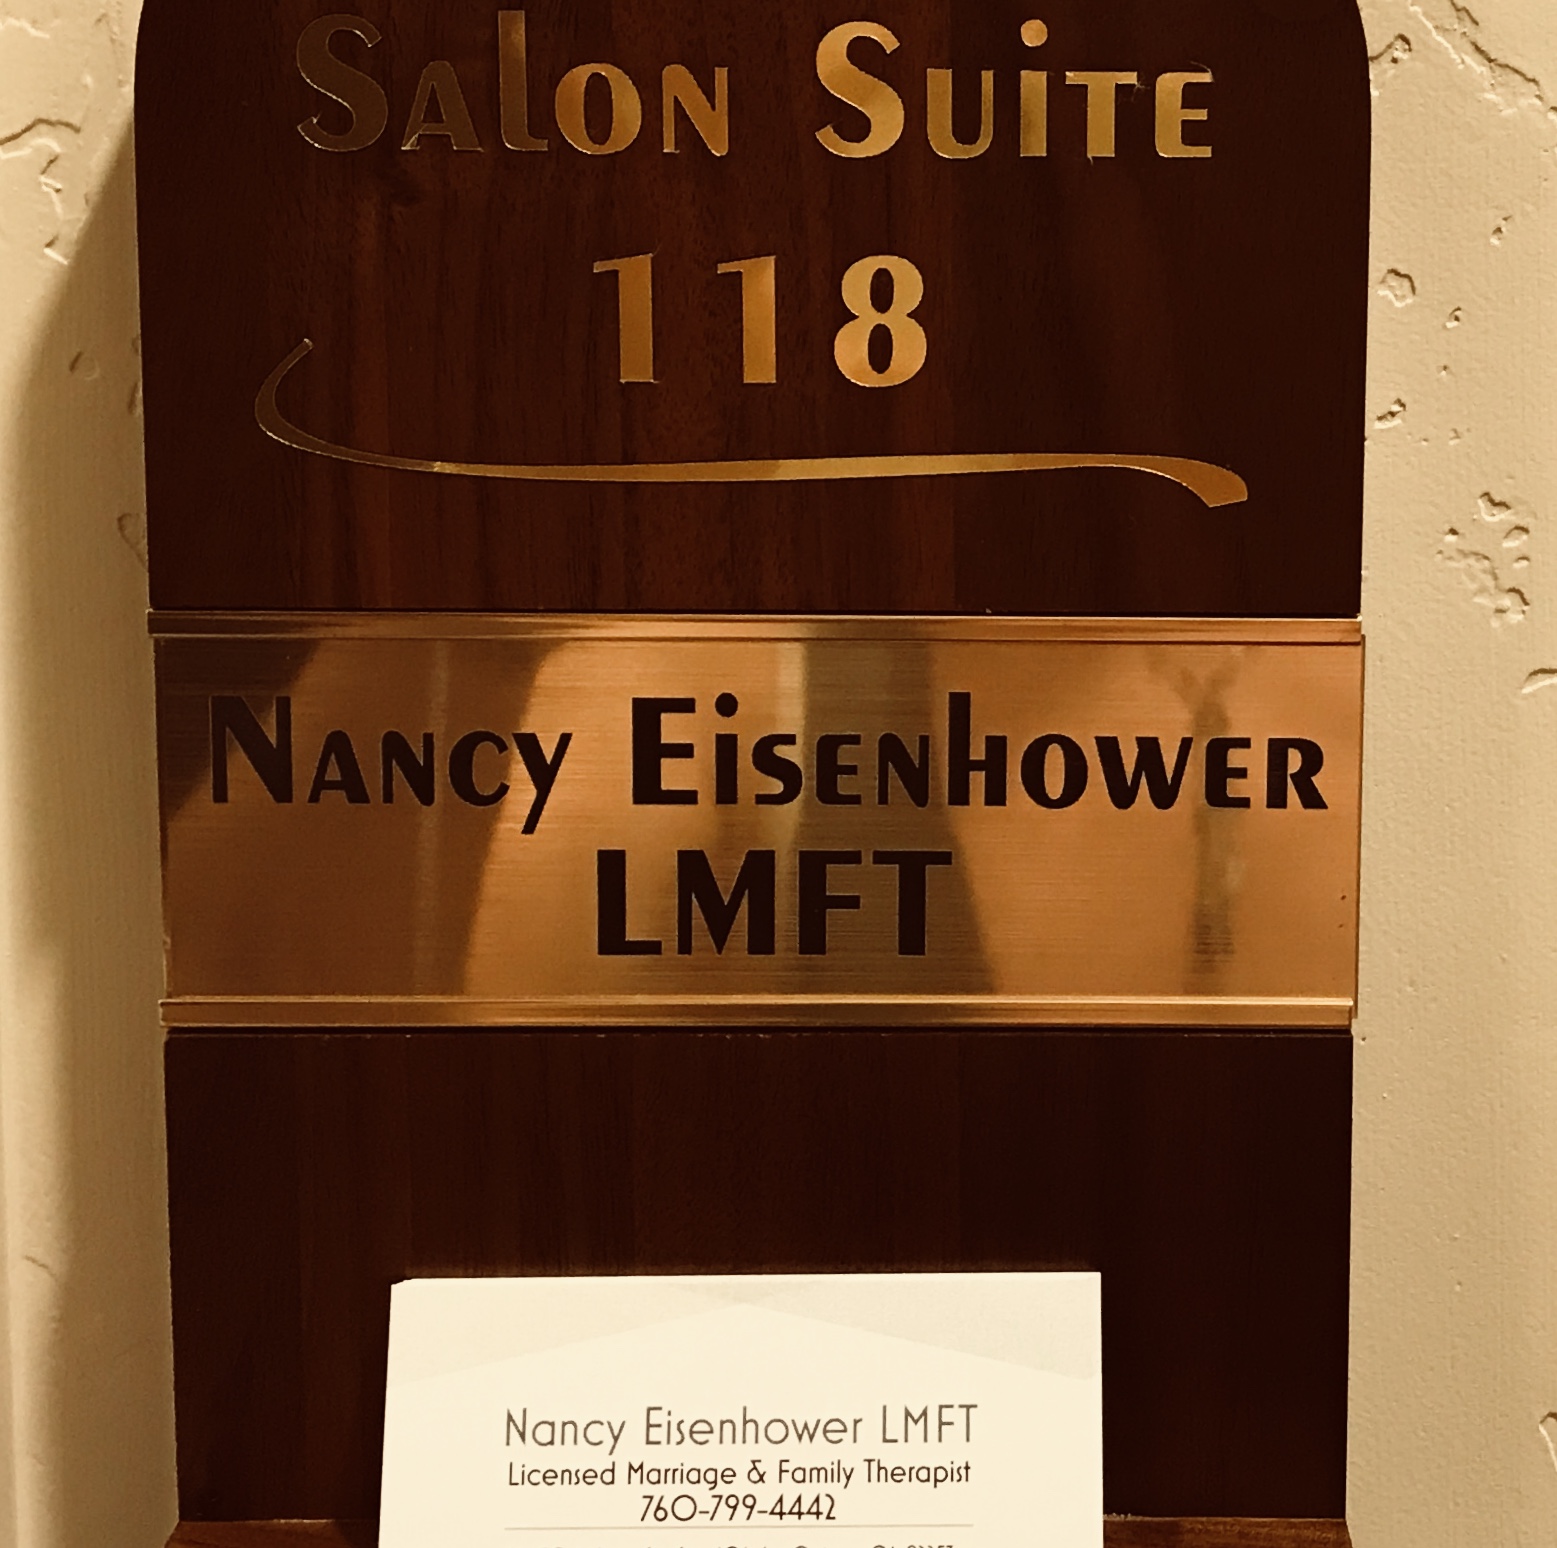 Salon Suite
118
Nancy Eisenhower
LMFT
Nancy Eisenhower LMFT
Licensed Marriage & Family Therapist
760-799-4442